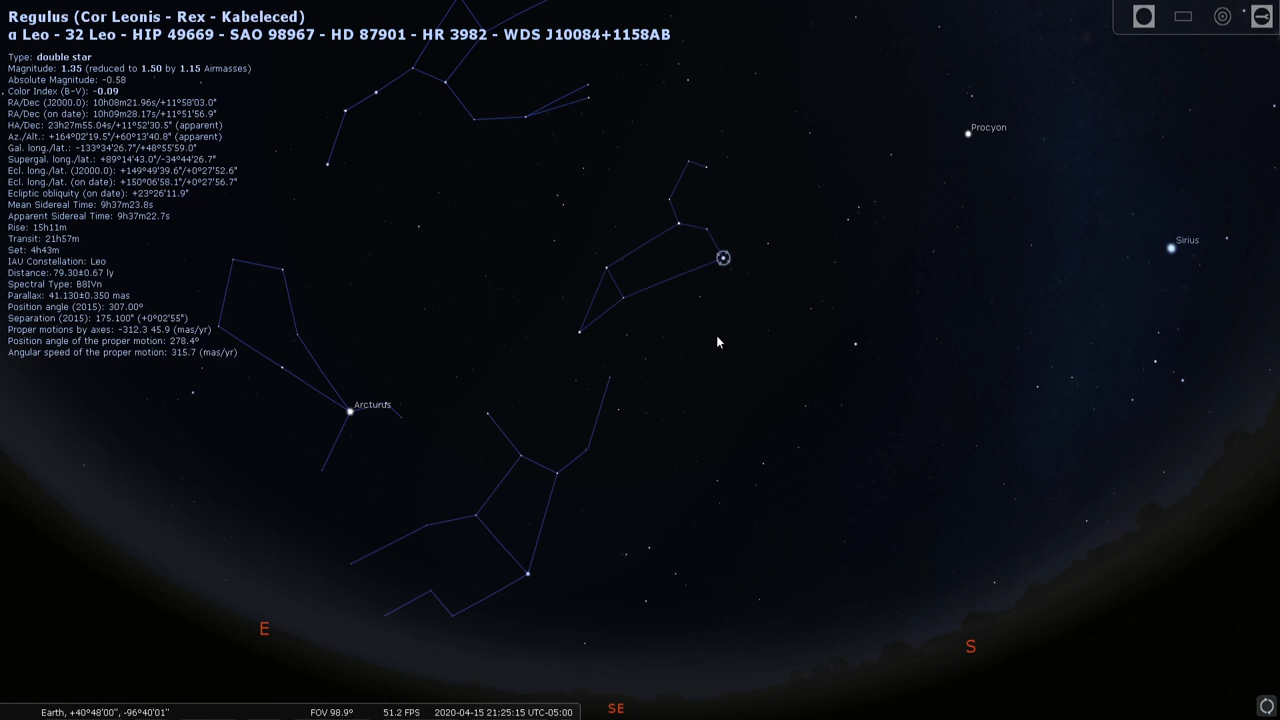 Regulus (Cor Leonis - Rex - Kabeleced)
α Leo - 32 Leo - HIP 49669 - SAO 98967 - HD 87901 - HR 3982 - WDS J10084+1158AB
Type: double star
Magnitude: 1.35 (reduced to 1.50 by 1.15 Airmasses)
Absolute Magnitude: -0.58
Color Index (B-V): -0.09
RA/Dec (J2000.0): 10h08m21.96s/+11°58'03.0"
RA/Dec (on date): 10h09m28.17s/+11°51'56.9"
HA/Dec: 23h27m55.04s/+11°52'30.5" (apparent)
Az./Alt.: +164°02'19.5"/+60°13'40.8" (apparent)
Gal. long./lat.: -133°34'26.7"/+48°55'59.0"
Supergal. long./lat.: +89°14'43.0"/-34°44'26.7"
Ecl. long./lat. (J2000.0): +149°49'39.6"/+0°27'52.6"
Ecl. long./lat. (on date): +150°06'58.1"/+0°27'56.7"
Ecliptic obliquity (on date): +23°26'11.9"
Mean Sidereal Time: 9h37m23.8s
Apparent Sidereal Time: 9h37m22.7s
Rise: 15h11m
Transit: 21h57m
Set: 4h43m
IAU Constellation: Leo
Distance: 79.30±0.67 ly
Spectral Type: B8IVn
Parallax: 41.130±0.350 mas
Position angle (2015): 307.00°
Separation (2015): 175.100" (+0°02'55")
Proper motions by axes: -312.3 45.9 (mas/yr)
Position angle of the proper motion: 278.4°
Angular speed of the proper motion: 315.7 (mas/yr)
Procyon
Sirius
Arcturus
E
S
SE
Earth, +40°48'00", -96°40'01" FOV 98.9° 51.2 FPS 2020-04-15 21:25:15 UTC-05:00